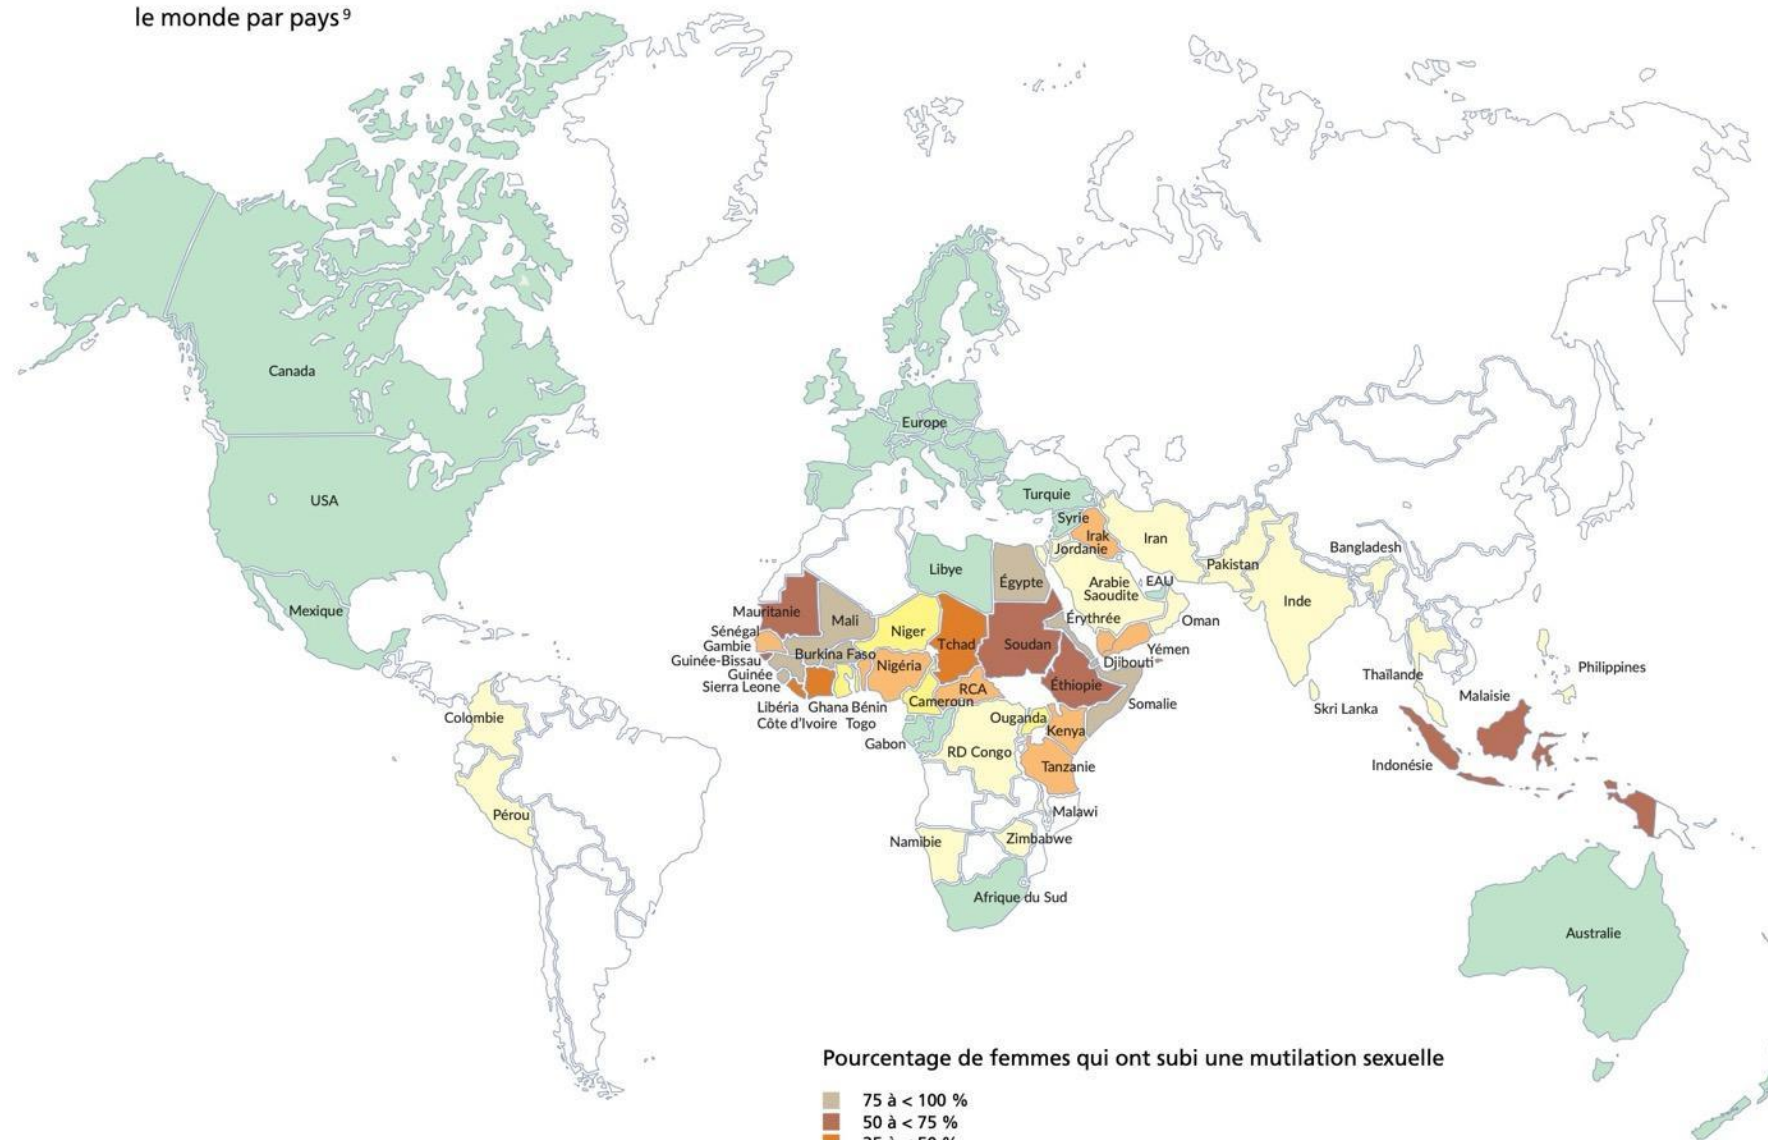 le monde par pays⁹
Canada
USA
Mexique
Colombie
Pérou
Europe
Turquie
Syrie
Irak
Jordanie
Iran
Pakistan
Bangladesh
Inde
Libye
Égypte
Arabie
Saoudite
EAU
Oman
Mauritanie
Mali
Niger
Tchad
Soudan
Érythrée
Yémen
Djibouti
Sénégal
Gambie
Guinée-Bissau
Guinée
Sierra Leone
Burkina Faso
Nigéria
RCA
Éthiopie
Somalie
Libéria
Ghana
Bénin
Côte d'Ivoire
Togo
Cameroun
Ouganda
Kenya
Gabon
RD Congo
Tanzanie
Malawi
Namibie
Zimbabwe
Afrique du Sud
Thaïlande
Philippines
Malaisie
Skri Lanka
Indonésie
Australie
Pourcentage de femmes qui ont subi une mutilation sexuelle
75 à < 100 %
50 à < 75 %